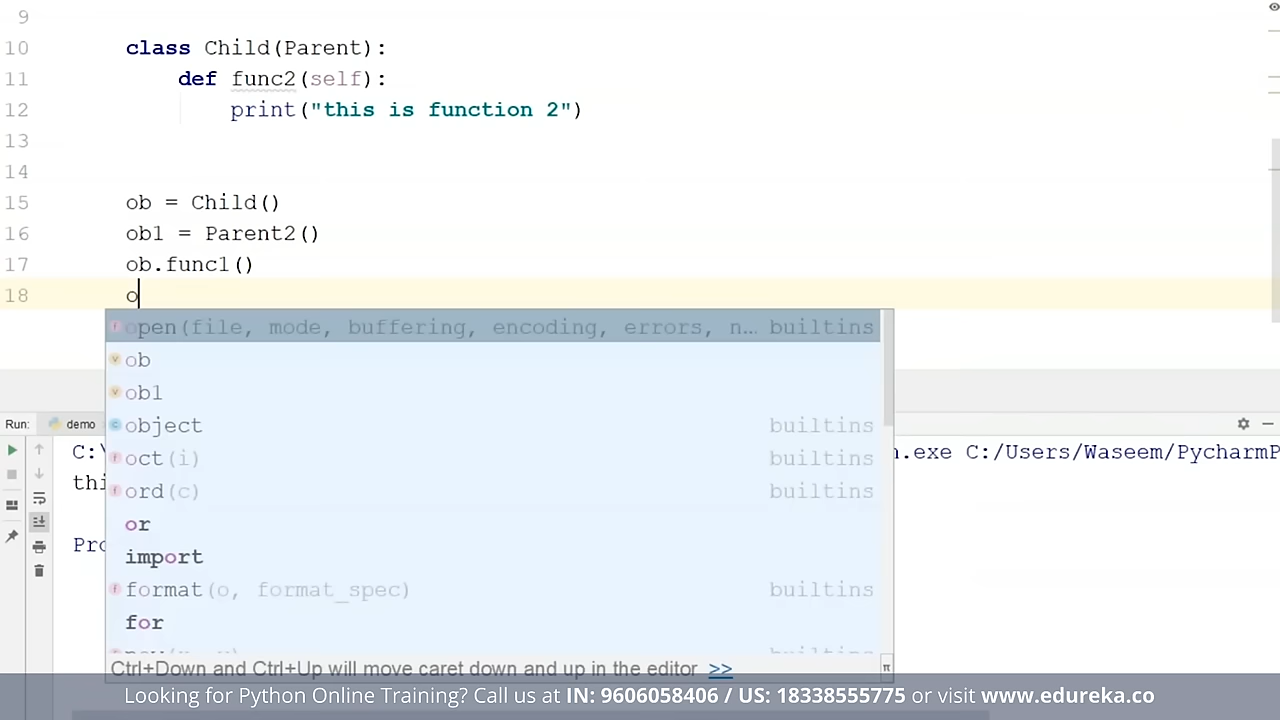 9
10 class Child(Parent):
11 def func2(self):
12 print("this is function 2")
13
14
15 ob = Child()
16 ob1 = Parent2()
17 ob.func1()
18 o
open(file, mode, buffering, encoding, errors, n... builtins
ob
ob1
object builtins
oct(i) builtins
ord(c) builtins
or
import
format(o, format_spec) builtins
for
Ctrl+Down and Ctrl+Up will move caret down and up in the editor >>
π
Run: demo
C:\ .exe C:/Users/Waseem/PycharmP
thi
Pro
Looking for Python Online Training? Call us at IN: 9606058406 / US: 18338555775 or visit www.edureka.co